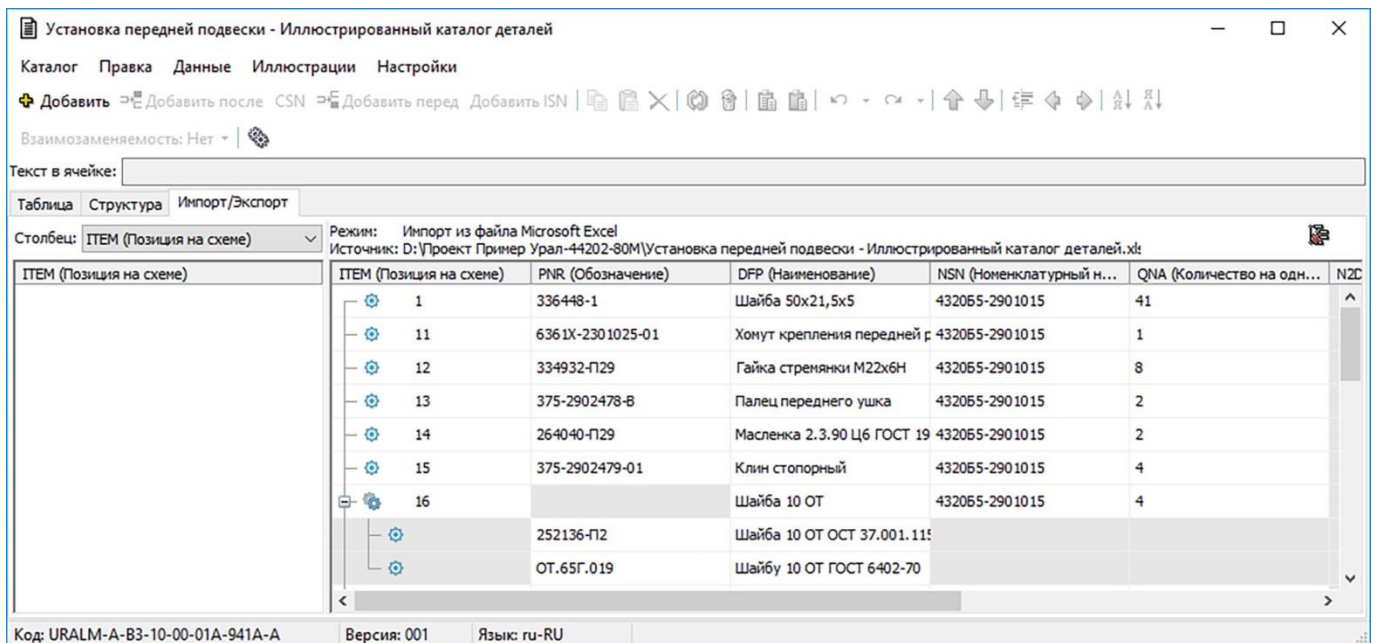 Установка передней подвески - Иллюстрированный каталог деталей
Каталог Правка Данные Иллюстрации Настройки
Добавить Добавить после CSN Добавить перед Добавить ISN
Взаимозаменяемость: Нет
Текст в ячейке:
Таблица Структура Импорт/Экспорт
Столбец: ITEM (Позиция на схеме)
Режим: Импорт из файла Microsoft Excel
Источник: D:\Проект Пример Урал-44202-80М\Установка передней подвески - Иллюстрированный каталог деталей.xls
ITEM (Позиция на схеме)
ITEM (Позиция на схеме) PNR (Обозначение) DFP (Наименование) NSN (Номенклатурный н... QNA (Количество на одн... N2D
1 336448-1 Шайба 50х21,5х5 4320Б5-2901015 41
11 6361Х-2301025-01 Хомут крепления передней р 4320Б5-2901015 1
12 334932-П29 Гайка стремянки М22х6Н 4320Б5-2901015 8
13 375-2902478-В Палец переднего ушка 4320Б5-2901015 2
14 264040-П29 Масленка 2.3.90 Ц6 ГОСТ 19 4320Б5-2901015 2
15 375-2902479-01 Клин стопорный 4320Б5-2901015 4
16 Шайба 10 ОТ 4320Б5-2901015 4
252136-П2 Шайба 10 ОТ ОСТ 37.001.115
ОТ.65Г.019 Шайбу 10 ОТ ГОСТ 6402-70
Код: URALM-A-B3-10-00-01A-941A-A Версия: 001 Язык: ru-RU